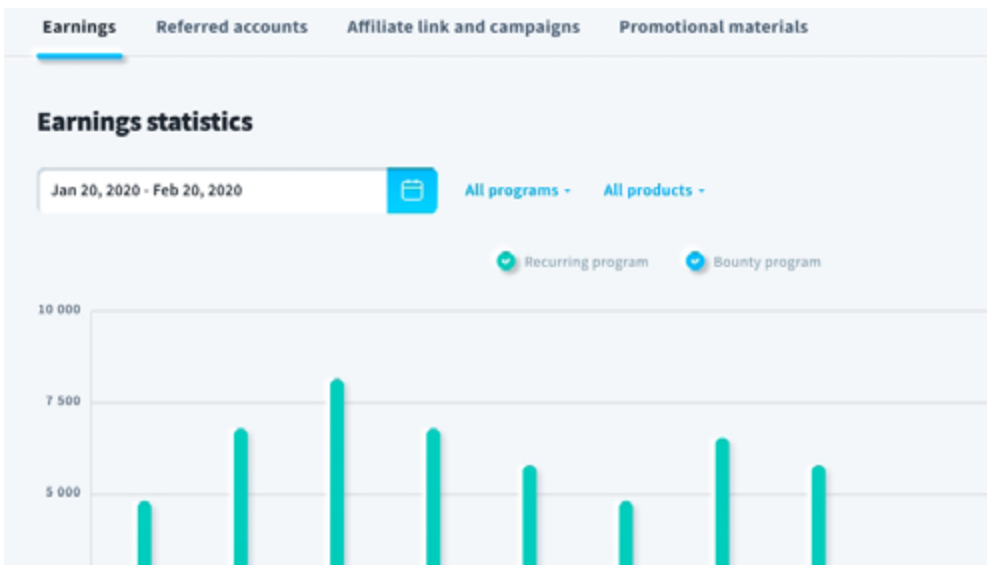 Earnings Referred accounts Affiliate link and campaigns Promotional materials
Earnings statistics
Jan 20, 2020 - Feb 20, 2020 All programs All products
Recurring program Bounty program
10 000
7 500
5 000